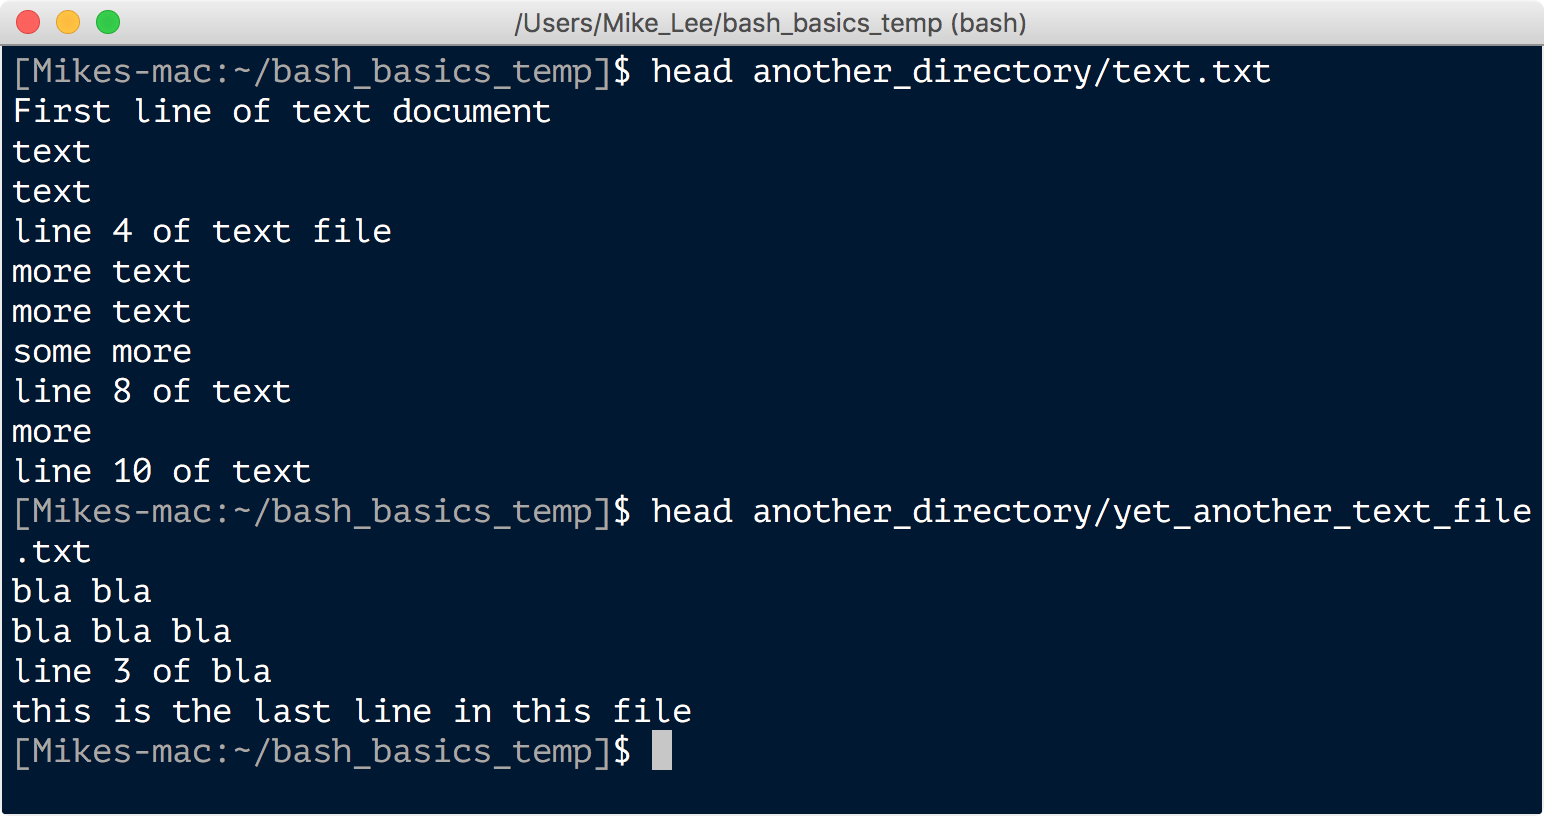 /Users/Mike_Lee/bash_basics_temp (bash)
[Mikes-mac:~/bash_basics_temp]$ head another_directory/text.txt
First line of text document
text
text
line 4 of text file
more text
more text
some more
line 8 of text
more
line 10 of text
[Mikes-mac:~/bash_basics_temp]$ head another_directory/yet_another_text_file
.txt
bla bla
bla bla bla
line 3 of bla
this is the last line in this file
[Mikes-mac:~/bash_basics_temp]$